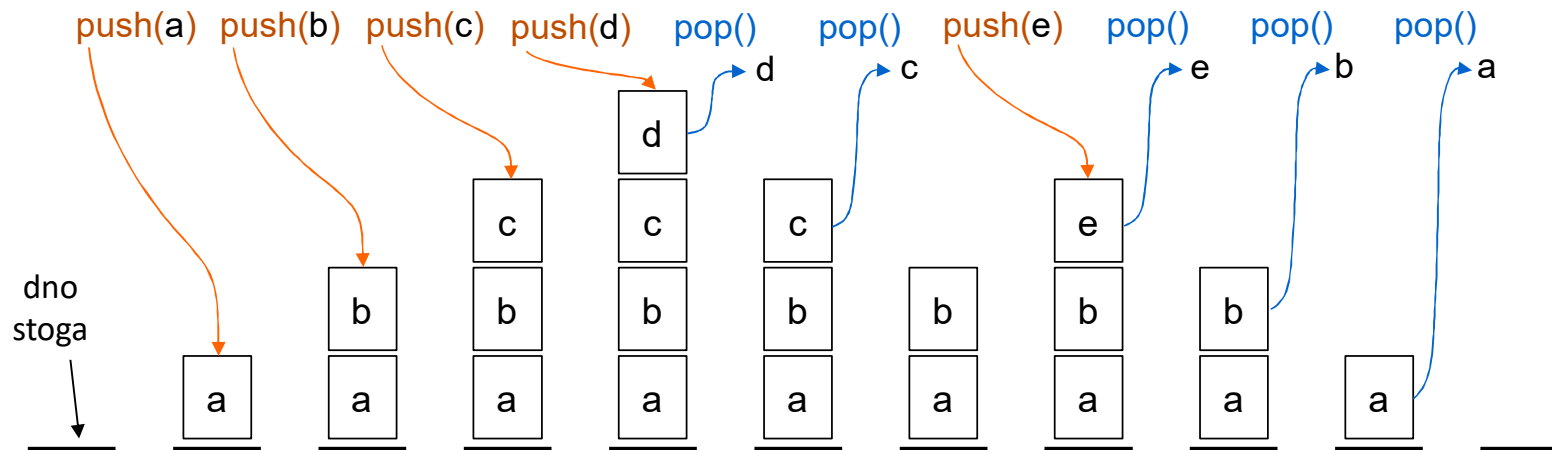 push(a) push(b) push(c) push(d) pop() pop() push(e) pop() pop() pop()
d c e b a
d
c c c e
dno
stoga
b b b b b b b
a a a a a a a a a